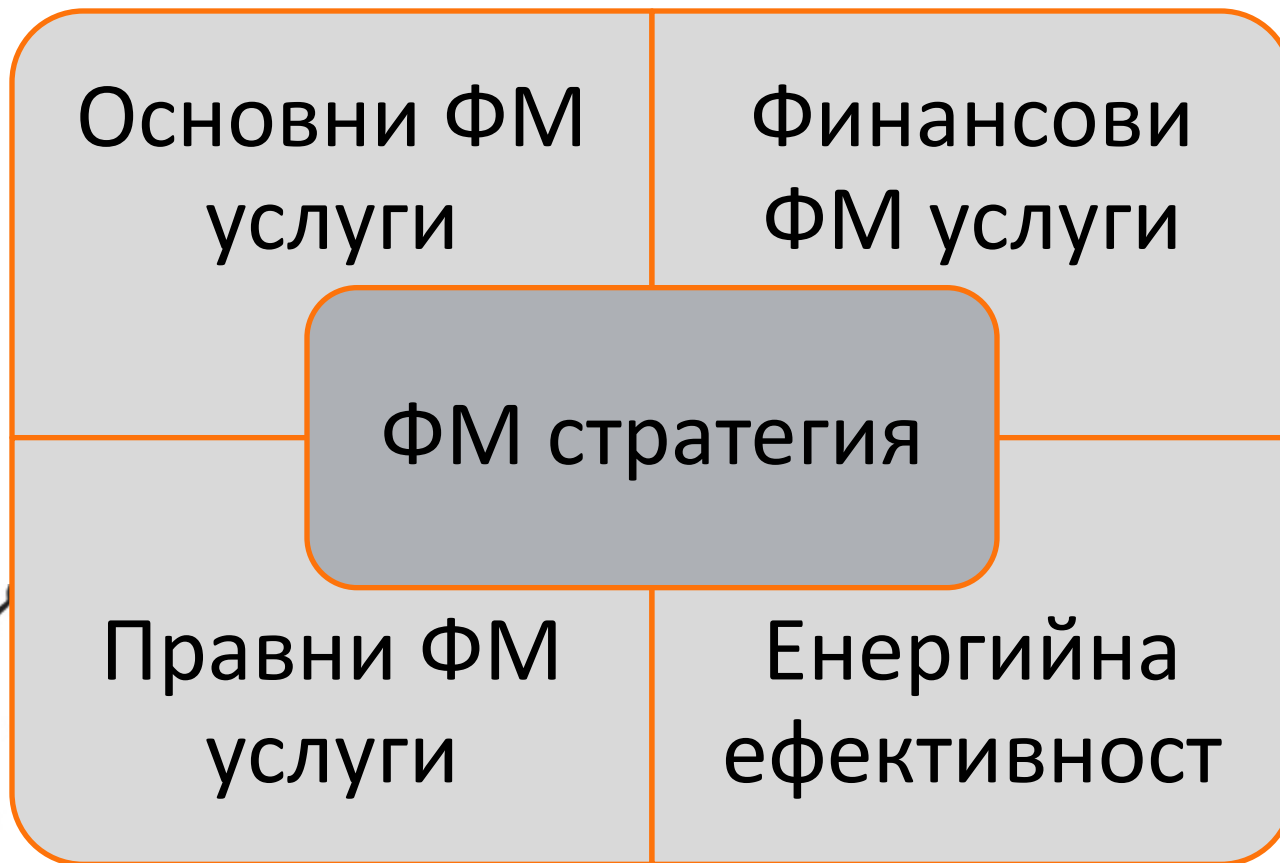 Основни ФМ
услуги
Финансови
ФМ услуги
ФМ стратегия
Правни ФМ
услуги
Енергийна
ефективност